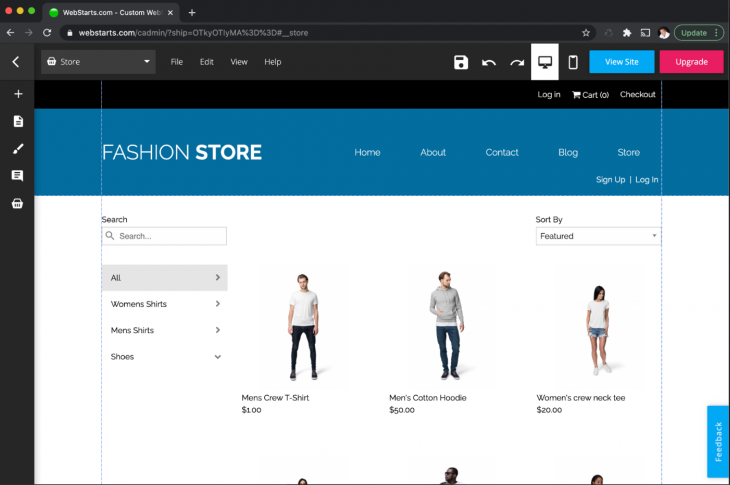 WebStarts.com - Custom Web
webstarts.com/cadmin/?ship=OTkyOTIyMA%3D%3D#__store
Update
Store
File
Edit
View
Help
View Site
Upgrade
Log in
Cart (0)
Checkout
FASHION STORE
Home
About
Contact
Blog
Store
Sign Up | Log In
Search
Search...
Sort By
Featured
All
Womens Shirts
Mens Shirts
Shoes
Mens Crew T-Shirt
$1.00
Men's Cotton Hoodie
$50.00
Women's crew neck tee
$20.00
Feedback